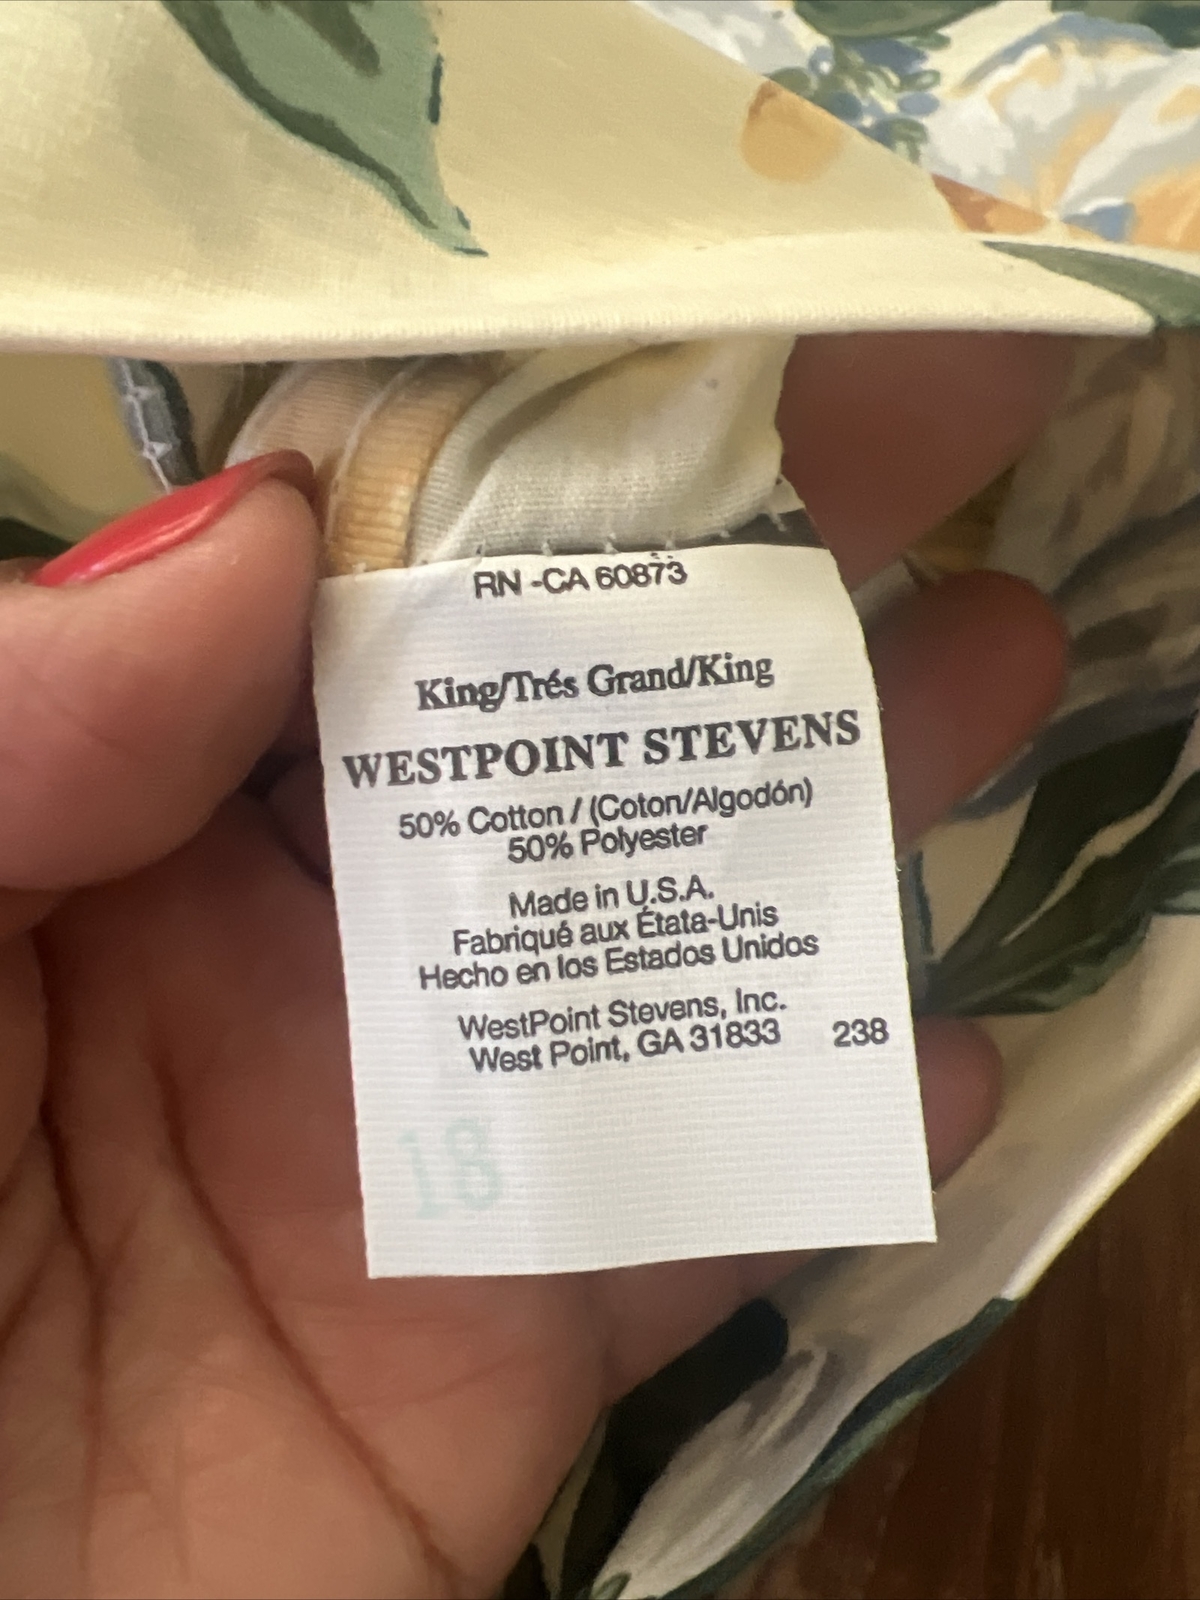 RN -CA 60873
King/Trés Grand/King
WESTPOINT STEVENS
50% Cotton / (Coton/Algodón)
50% Polyester
Made in U.S.A.
Fabriqué aux État​a-Unis
Hecho en los Estados Unidos
WestPoint Stevens, Inc.
West Point, GA 31833 238
18